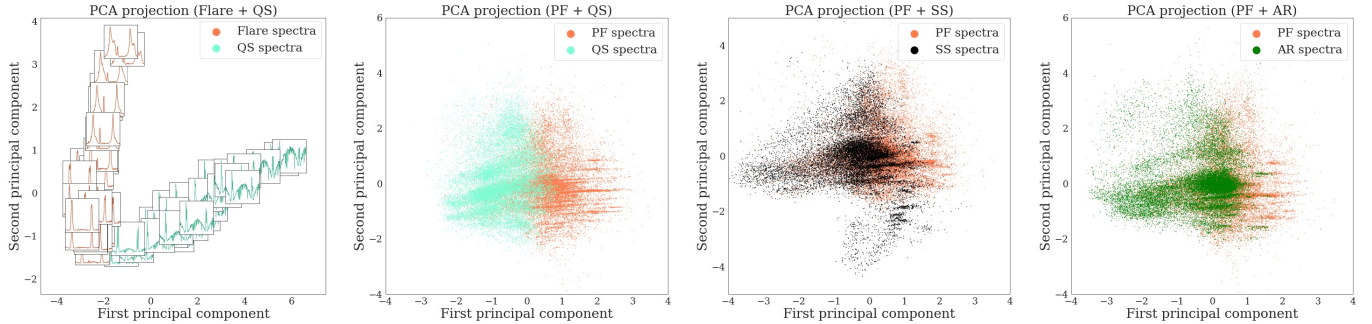 PCA projection (Flare + QS)
Flare spectra
QS spectra
Second principal component
4
3
2
1
0
−1
−2
−4 −2 0 2 4 6
First principal component
PCA projection (PF + QS)
PF spectra
QS spectra
Second principal component
6
4
2
0
−2
−4
−4 −3 −2 −1 0 1 2 3 4
First principal component
PCA projection (PF + SS)
PF spectra
SS spectra
Second principal component
4
2
0
−2
−4
−4 −3 −2 −1 0 1 2 3 4
First principal component
PCA projection (PF + AR)
PF spectra
AR spectra
Second principal component
6
4
2
0
−2
−4
−4 −3 −2 −1 0 1 2 3 4
First principal component